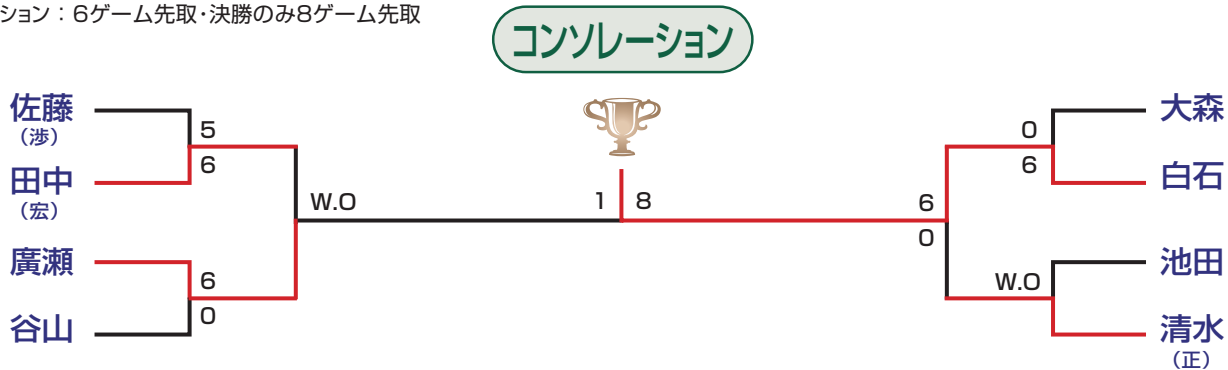 ション：6ゲーム先取・決勝のみ8ゲーム先取
コンソレーション
佐藤
（渉）
田中
（宏）
廣瀬
谷山
5
6
6
0
W.O
1
8
6
0
0
6
W.O
大森
白石
池田
清水
（正）